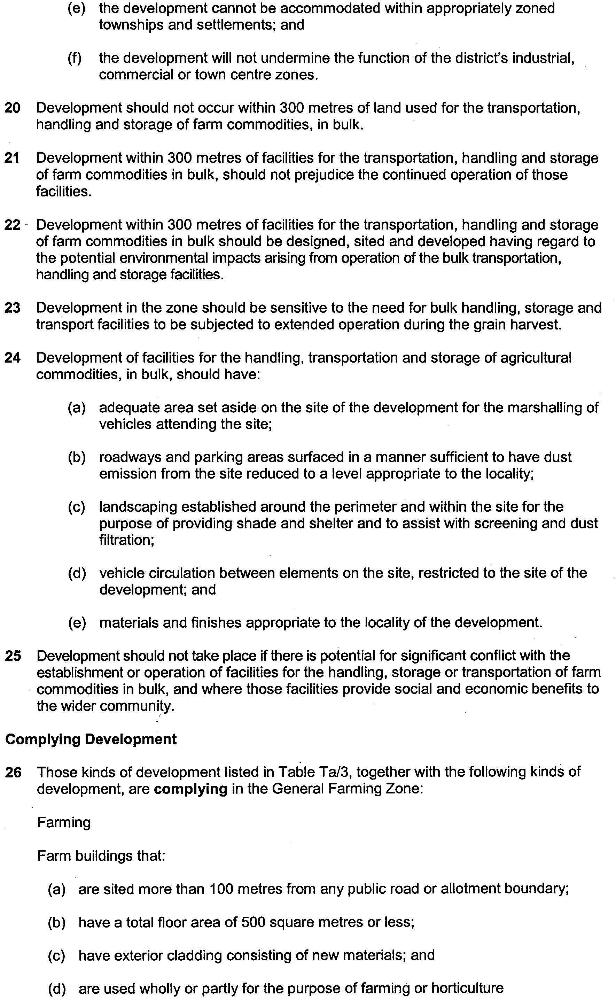 (e) the development cannot be accommodated within appropriately zoned
townships and settlements; and
(f) the development will not undermine the function of the district's industrial,
commercial or town centre zones.
20 Development should not occur within 300 metres of land used for the transportation,
handling and storage of farm commodities, in bulk.
21 Development within 300 metres of facilities for the transportation, handling and storage
of farm commodities in bulk, should not prejudice the continued operation of those
facilities.
22 Development within 300 metres of facilities for the transportation, handling and storage
of farm commodities in bulk should be designed, sited and developed having regard to
the potential environmental impacts arising from operation of the bulk transportation,
handling and storage facilities.
23 Development in the zone should be sensitive to the need for bulk handling, storage and
transport facilities to be subjected to extended operation during the grain harvest.
24 Development of facilities for the handling, transportation and storage of agricultural
commodities, in bulk, should have:
(a) adequate area set aside on the site of the development for the marshalling of
vehicles attending the site;
(b) roadways and parking areas surfaced in a manner sufficient to have dust
emission from the site reduced to a level appropriate to the locality;
(c) landscaping established around the perimeter and within the site for the
purpose of providing shade and shelter and to assist with screening and dust
filtration;
(d) vehicle circulation between elements on the site, restricted to the site of the
development; and
(e) materials and finishes appropriate to the locality of the development.
25 Development should not take place if there is potential for significant conflict with the
establishment or operation of facilities for the handling, storage or transportation of farm
commodities in bulk, and where those facilities provide social and economic benefits to
the wider community.
Complying Development
26 Those kinds of development listed in Table Ta/3, together with the following kinds of
development, are complying in the General Farming Zone:
Farming
Farm buildings that:
(a) are sited more than 100 metres from any public road or allotment boundary;
(b) have a total floor area of 500 square metres or less;
(c) have exterior cladding consisting of new materials; and
(d) are used wholly or partly for the purpose of farming or horticulture